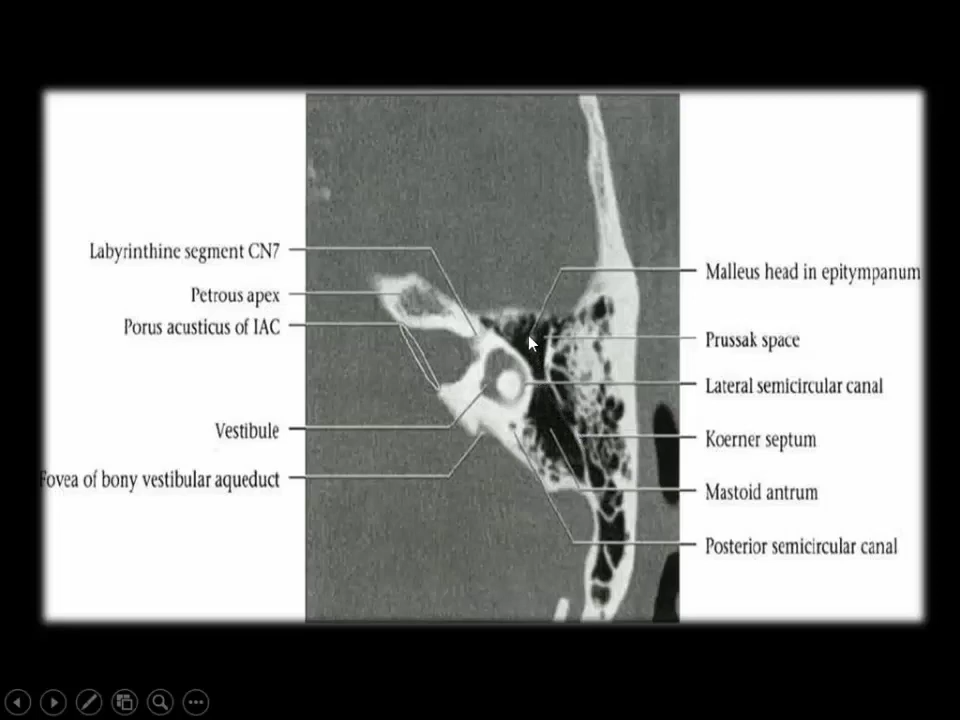 Labyrinthine segment CN7
Petrous apex
Porus acusticus of IAC
Vestibule
Fovea of bony vestibular aqueduct
Malleus head in epitympanum
Prussak space
Lateral semicircular canal
Koerner septum
Mastoid antrum
Posterior semicircular canal